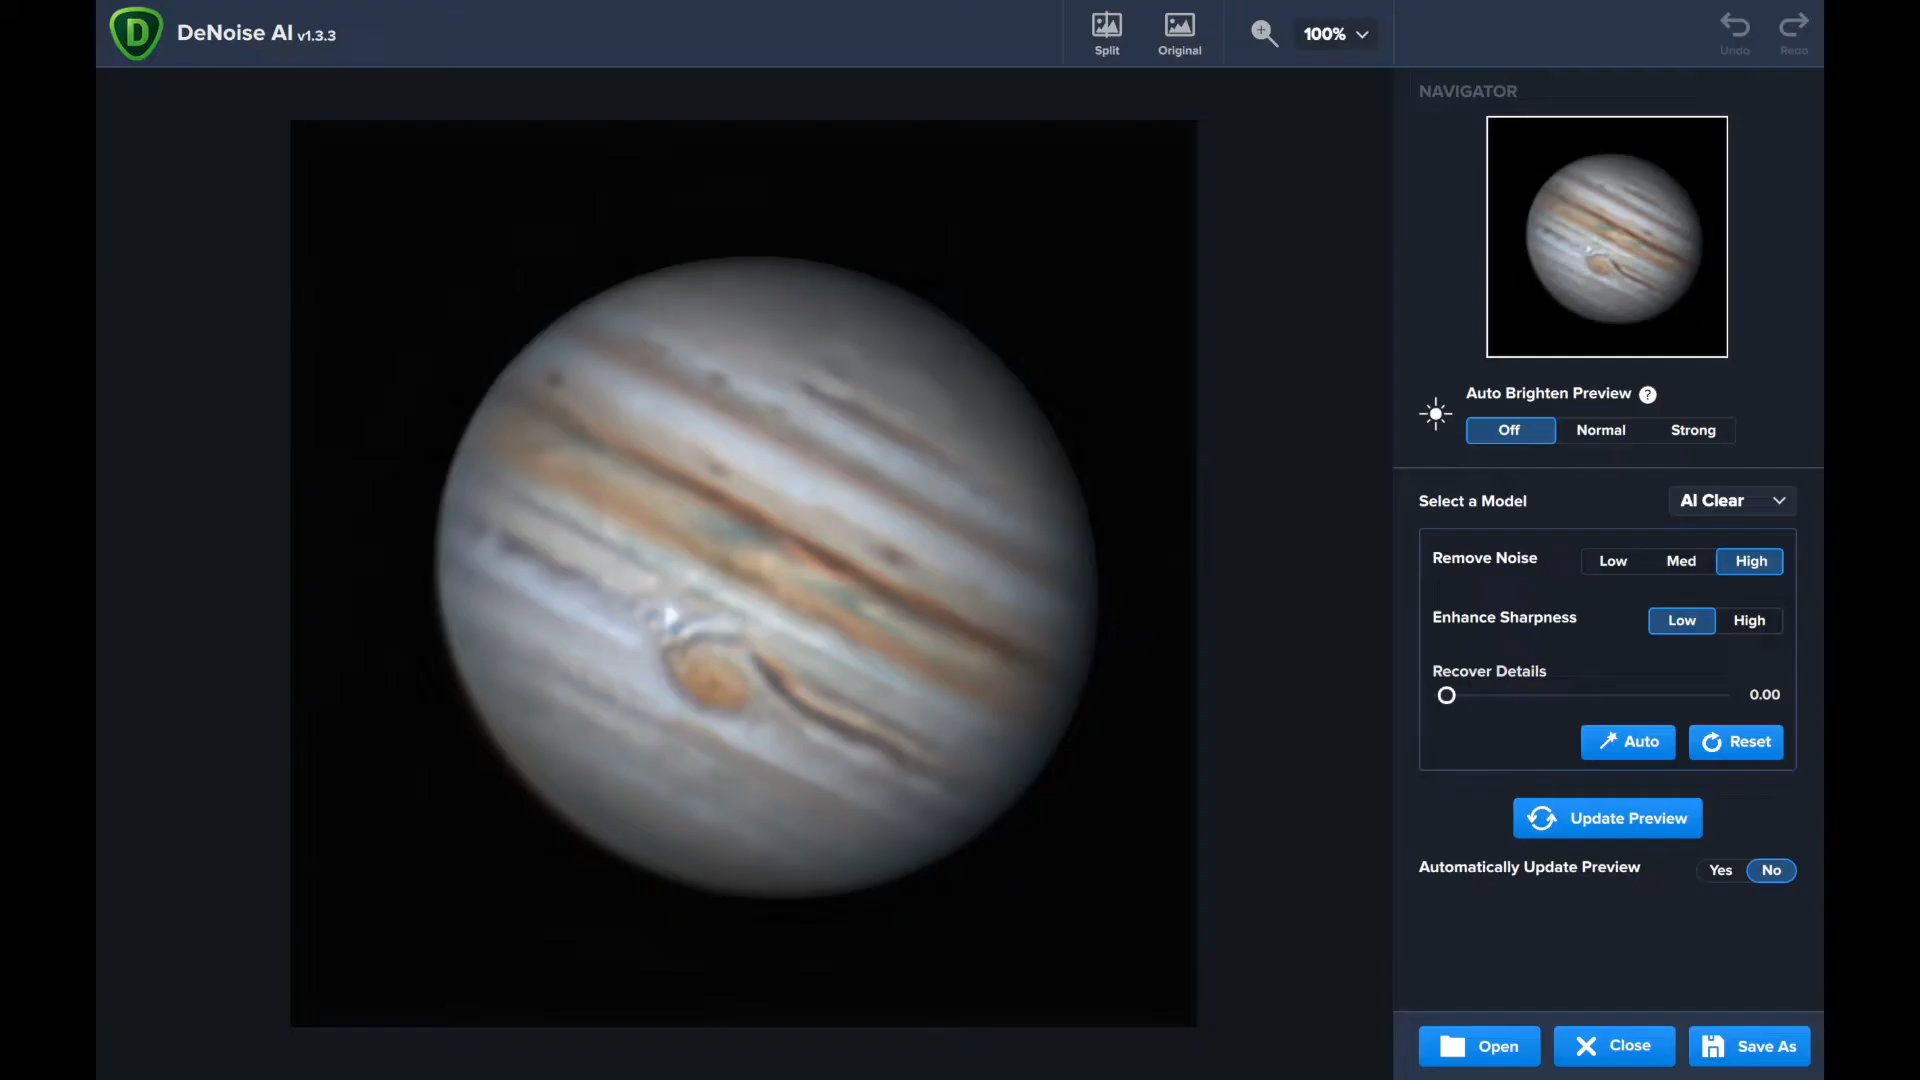 D
DeNoise AI v1.3.3
Split
Original
100%
Undo
Redo
NAVIGATOR
Auto Brighten Preview ?
Off Normal Strong
Select a Model AI Clear
Remove Noise Low Med High
Enhance Sharpness Low High
Recover Details
0.00
Auto Reset
Update Preview
Automatically Update Preview Yes No
Open Close Save As